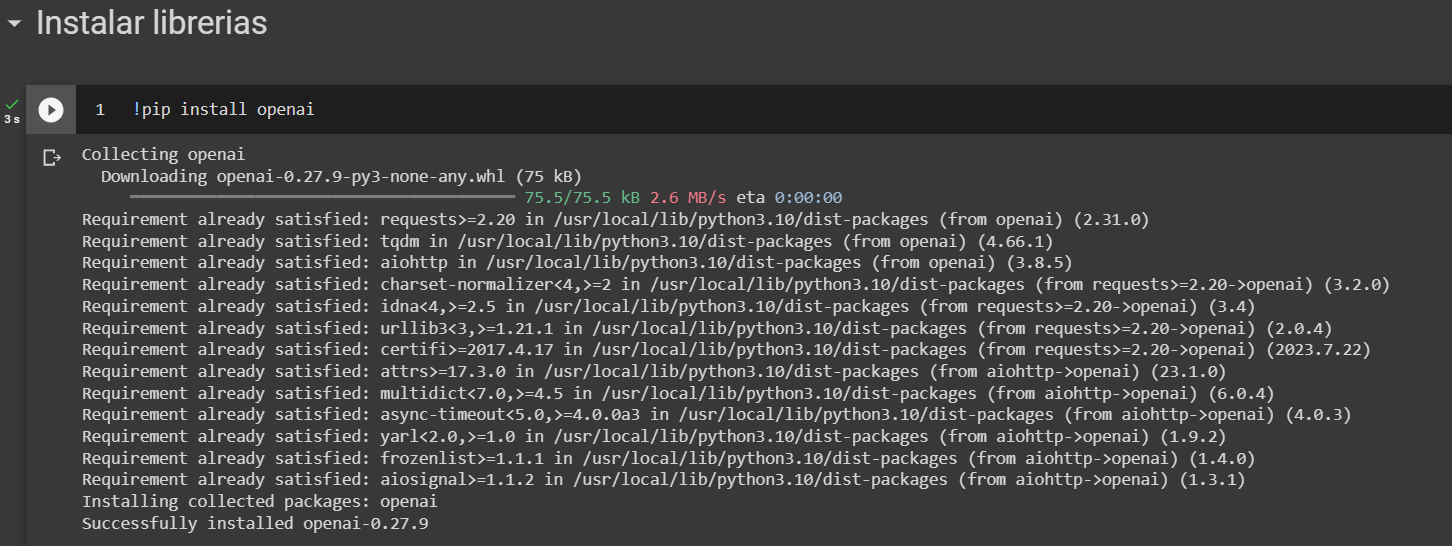 Instalar librerias
3 s
1 !pip install openai
Collecting openai
Downloading openai-0.27.9-py3-none-any.whl (75 kB)
75.5/75.5 kB 2.6 MB/s eta 0:00:00
Requirement already satisfied: requests>=2.20 in /usr/local/lib/python3.10/dist-packages (from openai) (2.31.0)
Requirement already satisfied: tqdm in /usr/local/lib/python3.10/dist-packages (from openai) (4.66.1)
Requirement already satisfied: aiohttp in /usr/local/lib/python3.10/dist-packages (from openai) (3.8.5)
Requirement already satisfied: charset-normalizer<4,>=2 in /usr/local/lib/python3.10/dist-packages (from requests>=2.20->openai) (3.2.0)
Requirement already satisfied: idna<4,>=2.5 in /usr/local/lib/python3.10/dist-packages (from requests>=2.20->openai) (3.4)
Requirement already satisfied: urllib3<3,>=1.21.1 in /usr/local/lib/python3.10/dist-packages (from requests>=2.20->openai) (2.0.4)
Requirement already satisfied: certifi>=2017.4.17 in /usr/local/lib/python3.10/dist-packages (from requests>=2.20->openai) (2023.7.22)
Requirement already satisfied: attrs>=17.3.0 in /usr/local/lib/python3.10/dist-packages (from aiohttp->openai) (23.1.0)
Requirement already satisfied: multidict<7.0,>=4.5 in /usr/local/lib/python3.10/dist-packages (from aiohttp->openai) (6.0.4)
Requirement already satisfied: async-timeout<5.0,>=4.0.0a3 in /usr/local/lib/python3.10/dist-packages (from aiohttp->openai) (4.0.3)
Requirement already satisfied: yarl<2.0,>=1.0 in /usr/local/lib/python3.10/dist-packages (from aiohttp->openai) (1.9.2)
Requirement already satisfied: frozenlist>=1.1.1 in /usr/local/lib/python3.10/dist-packages (from aiohttp->openai) (1.4.0)
Requirement already satisfied: aiosignal>=1.1.2 in /usr/local/lib/python3.10/dist-packages (from aiohttp->openai) (1.3.1)
Installing collected packages: openai
Successfully installed openai-0.27.9